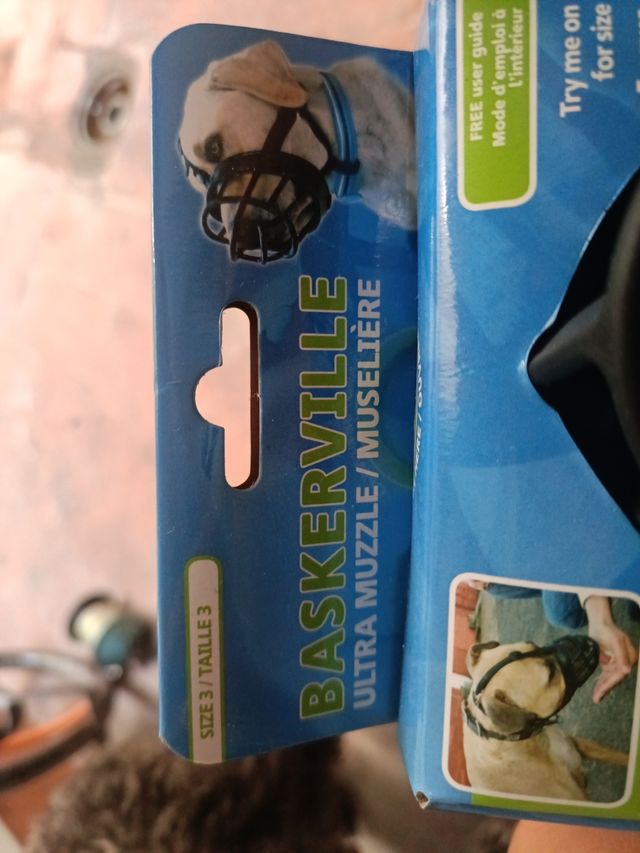 SIZE 3 / TAILLE 3
BASKERVILLE
ULTRA MUZZLE / MUSELIÈRE
FREE user guide
Mode d'emploi à
l'intérieur
Try me on
for size